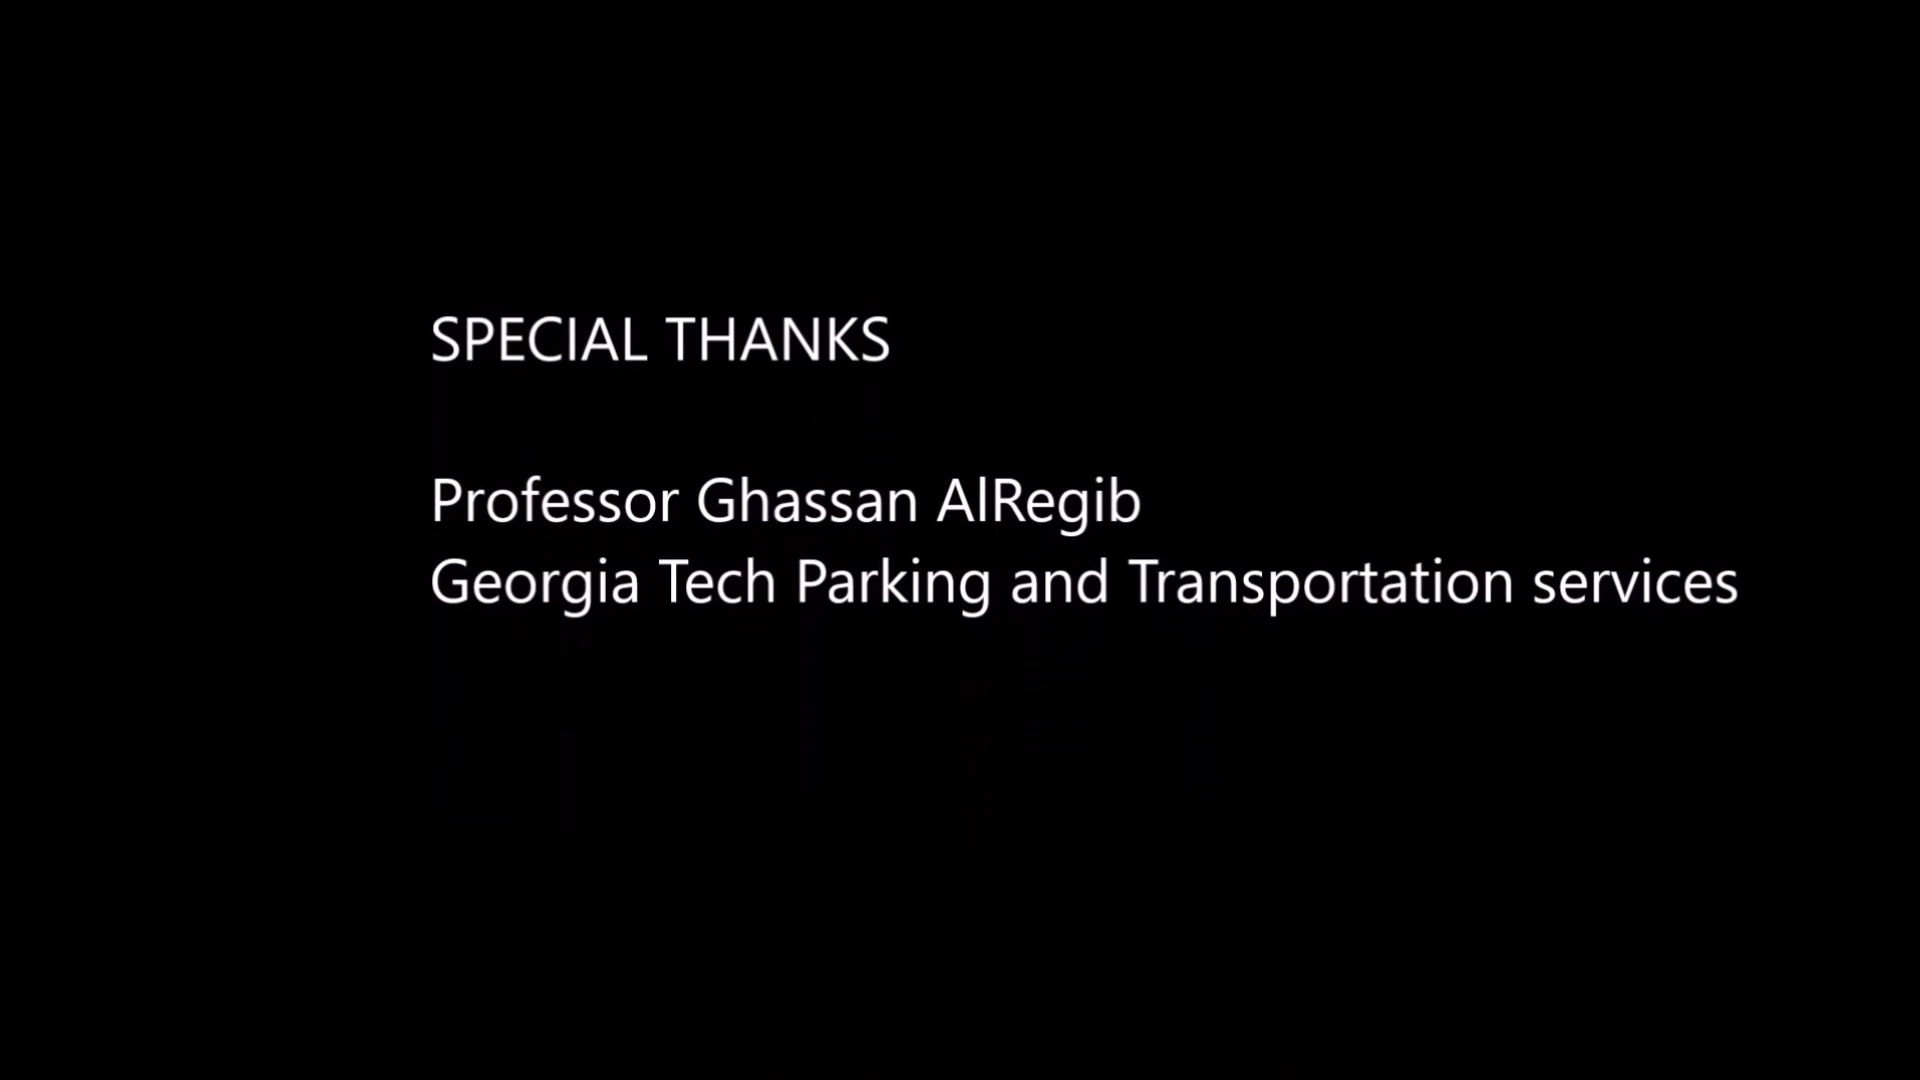 SPECIAL THANKS
Professor Ghassan AlRegib
Georgia Tech Parking and Transportation services